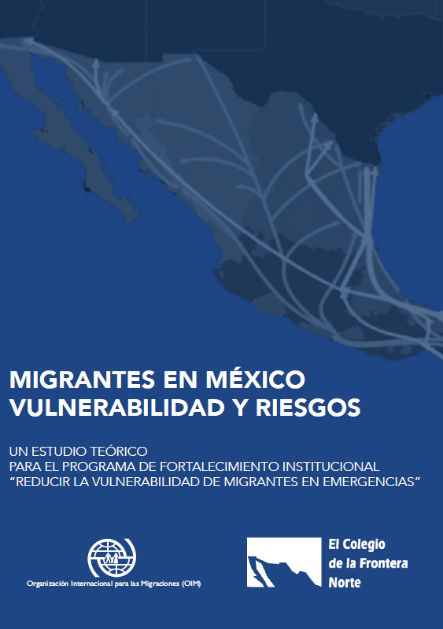 MIGRANTES EN MÉXICO
VULNERABILIDAD Y RIESGOS
UN ESTUDIO TEÓRICO
PARA EL PROGRAMA DE FORTALECIMIENTO INSTITUCIONAL
“REDUCIR LA VULNERABILIDAD DE MIGRANTES EN EMERGENCIAS”
Organización Internacional para las Migraciones (OIM)
El Colegio
de la Frontera
Norte